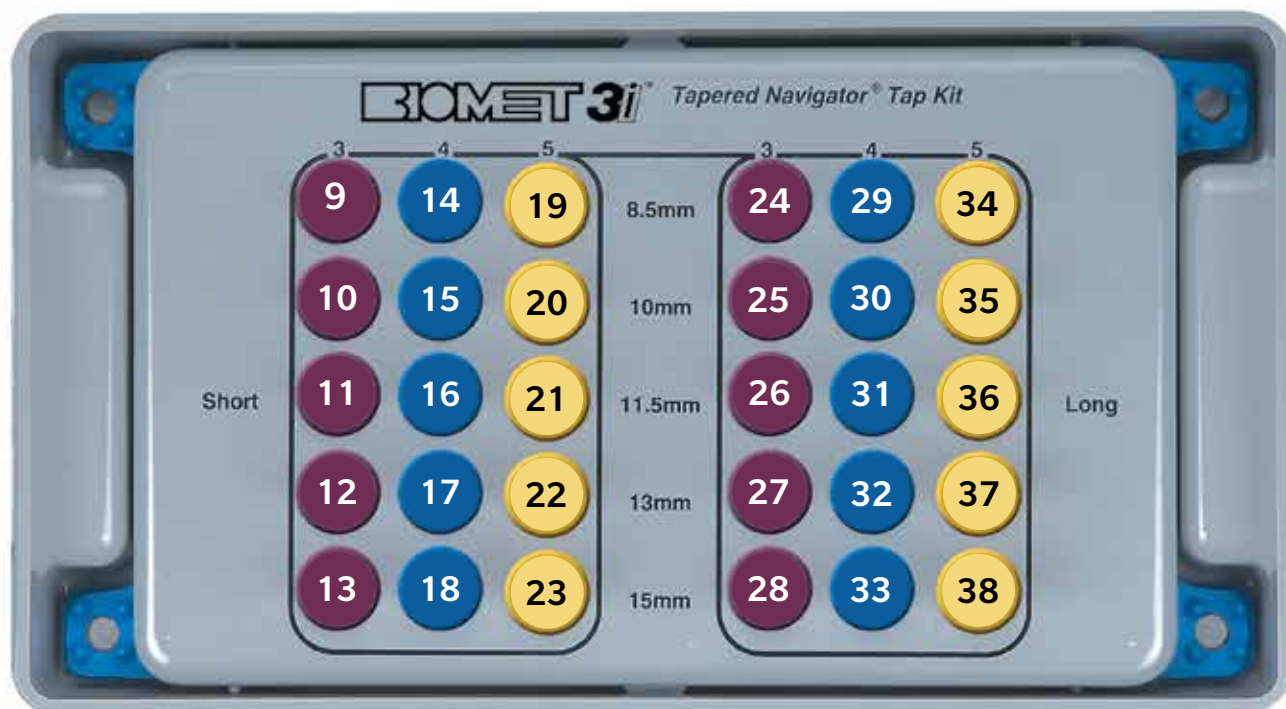 BIOMET 3i™ Tapered Navigator® Tap Kit
3 4 5 3 4 5
9 14 19 8.5mm 24 29 34
10 15 20 10mm 25 30 35
Short 11 16 21 11.5mm 26 31 36 Long
12 17 22 13mm 27 32 37
13 18 23 15mm 28 33 38